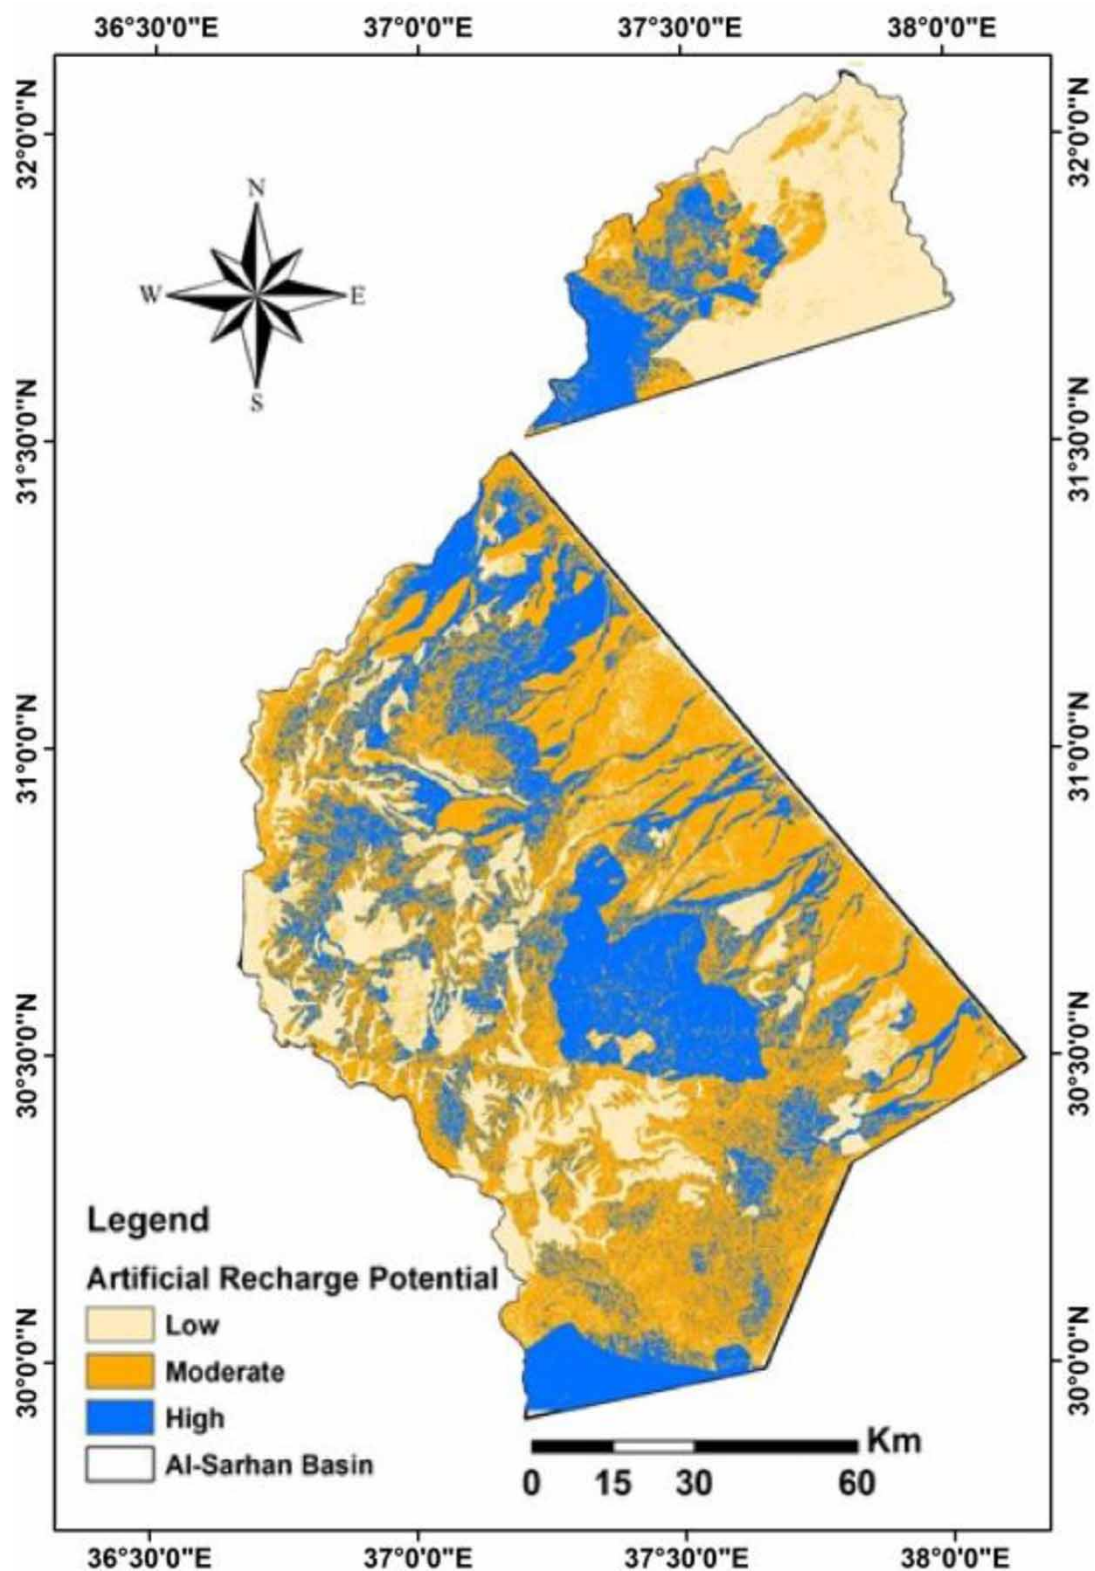 36°30'0"E 37°0'0"E 37°30'0"E 38°0'0"E
32°0'0"N 32°0'0"N
N
W E
S
31°30'0"N 31°30'0"N
31°0'0"N 31°0'0"N
30°30'0"N 30°30'0"N
Legend
Artificial Recharge Potential
Low
Moderate
High
Al-Sarhan Basin
30°0'0"N 30°0'0"N
Km
0 15 30 60
36°30'0"E 37°0'0"E 37°30'0"E 38°0'0"E